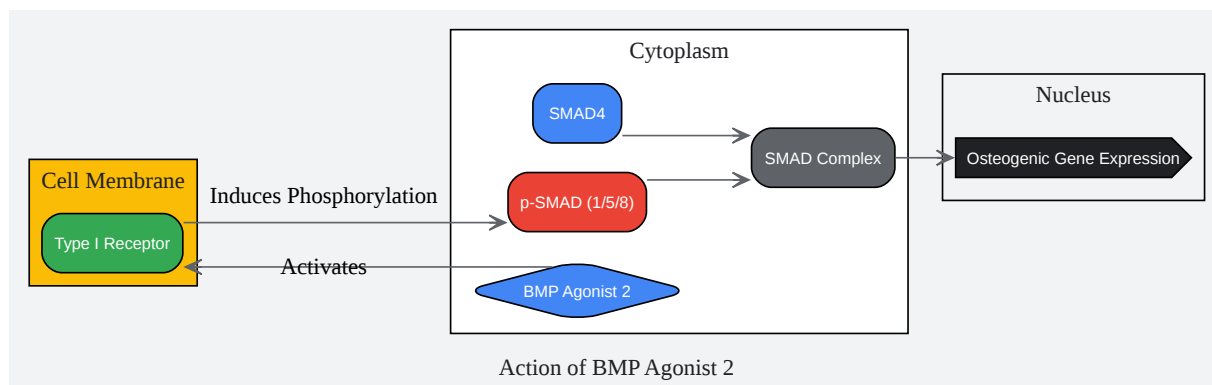 Cytoplasm
Nucleus
SMAD4
SMAD Complex
Osteogenic Gene Expression
Cell Membrane
Induces Phosphorylation
p-SMAD (1/5/8)
Type I Receptor
Activates
BMP Agonist 2
Action of BMP Agonist 2